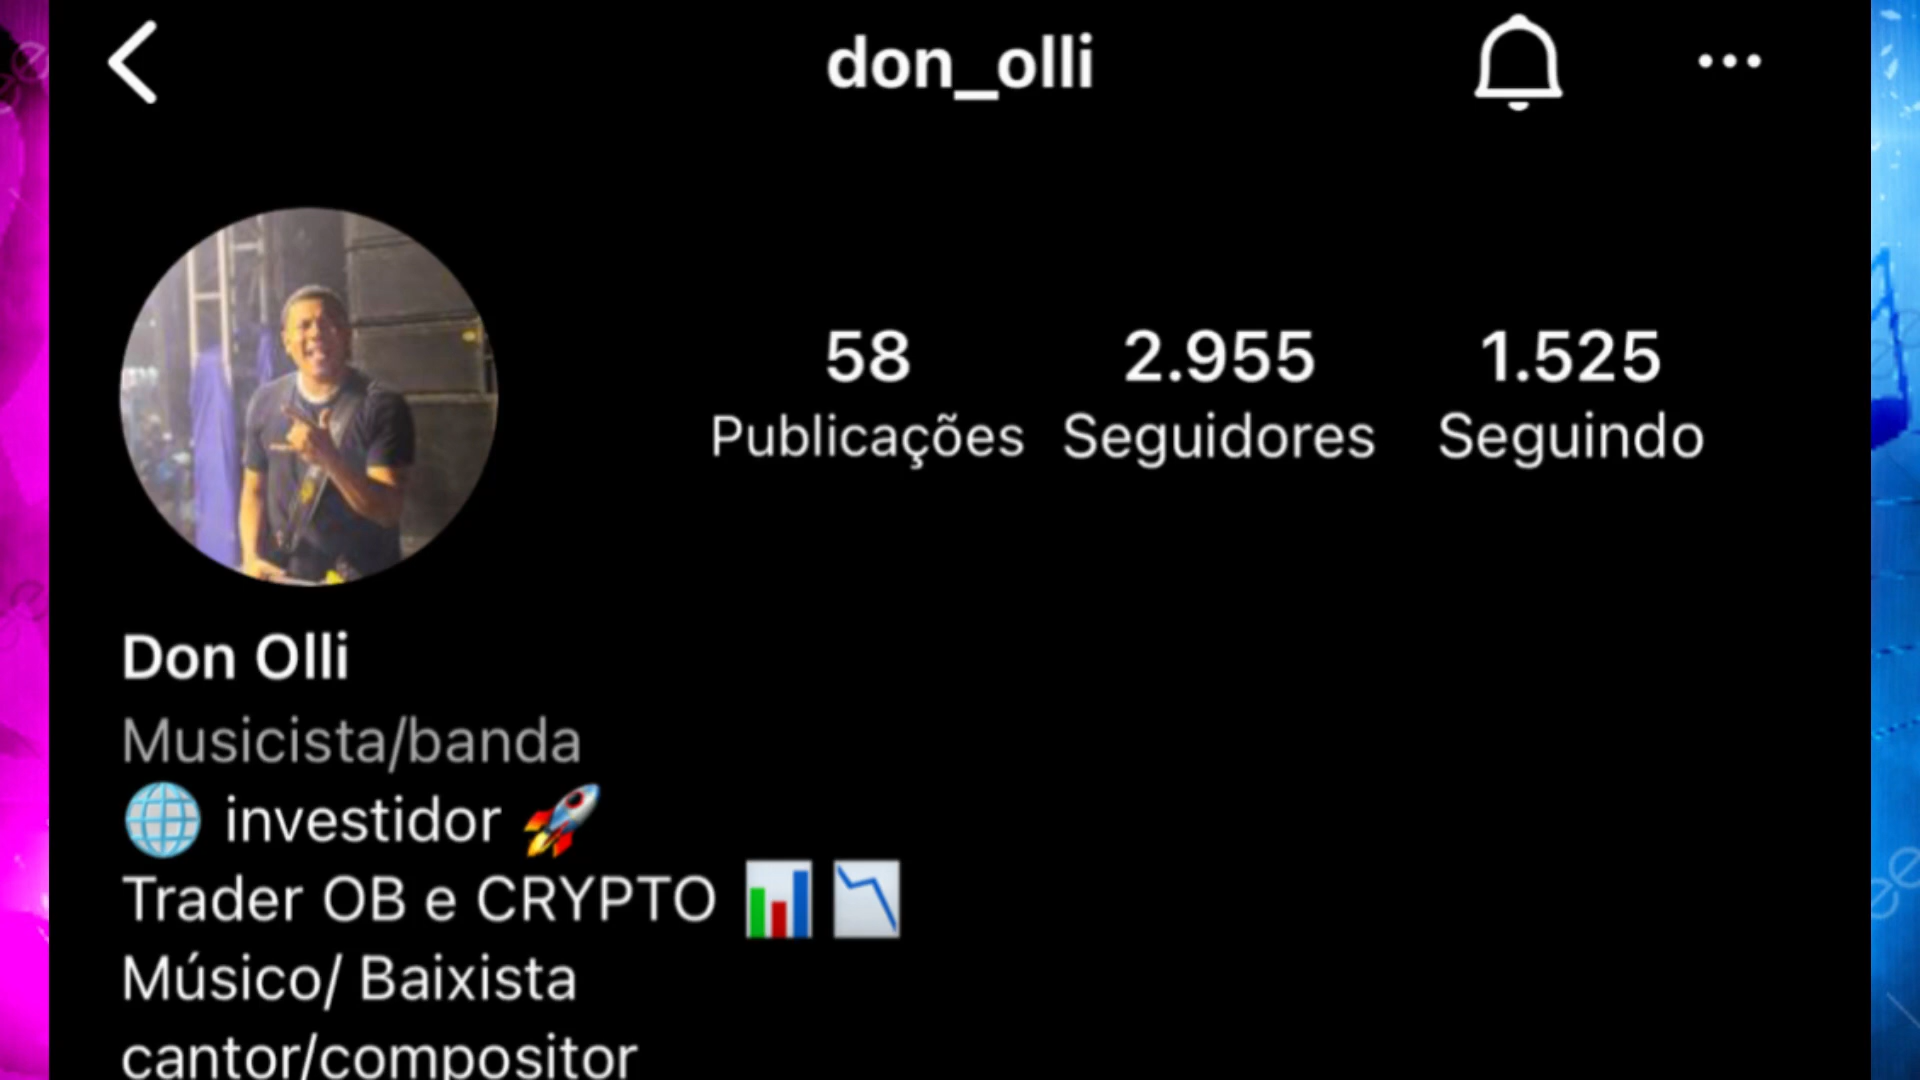 don_olli
58 2.955 1.525
Publicações Seguidores Seguindo
Don Olli
Musicista/banda
investidor
Trader OB e CRYPTO
Músico/ Baixista
cantor/compositor